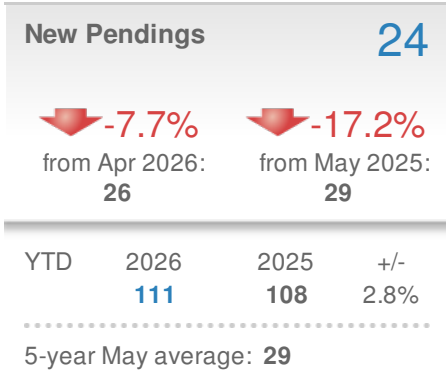 New Pendings 24
-7.7% -17.2%
from Apr 2026: from May 2025:
26 29
YTD 2026 2025 +/-
111 108 2.8%
5-year May average: 29